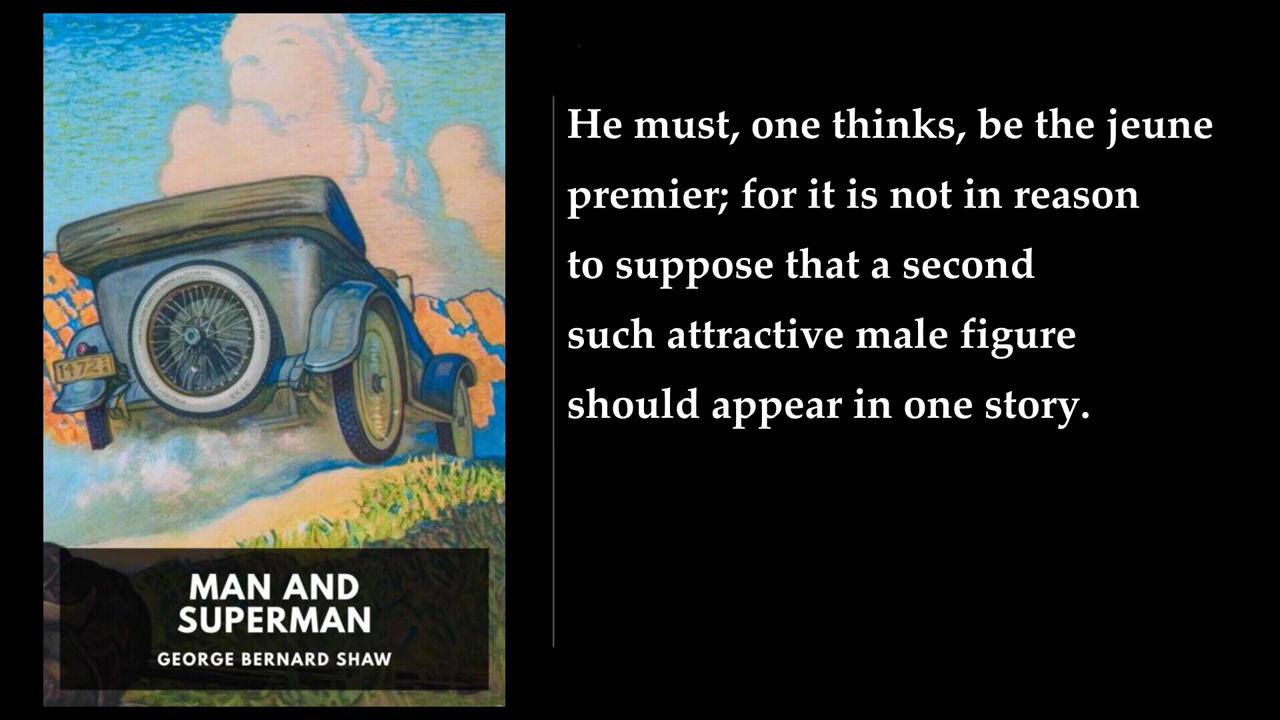 He must, one thinks, be the jeune
premier; for it is not in reason
to suppose that a second
such attractive male figure
should appear in one story.
1472
MAN AND
SUPERMAN
GEORGE BERNARD SHAW